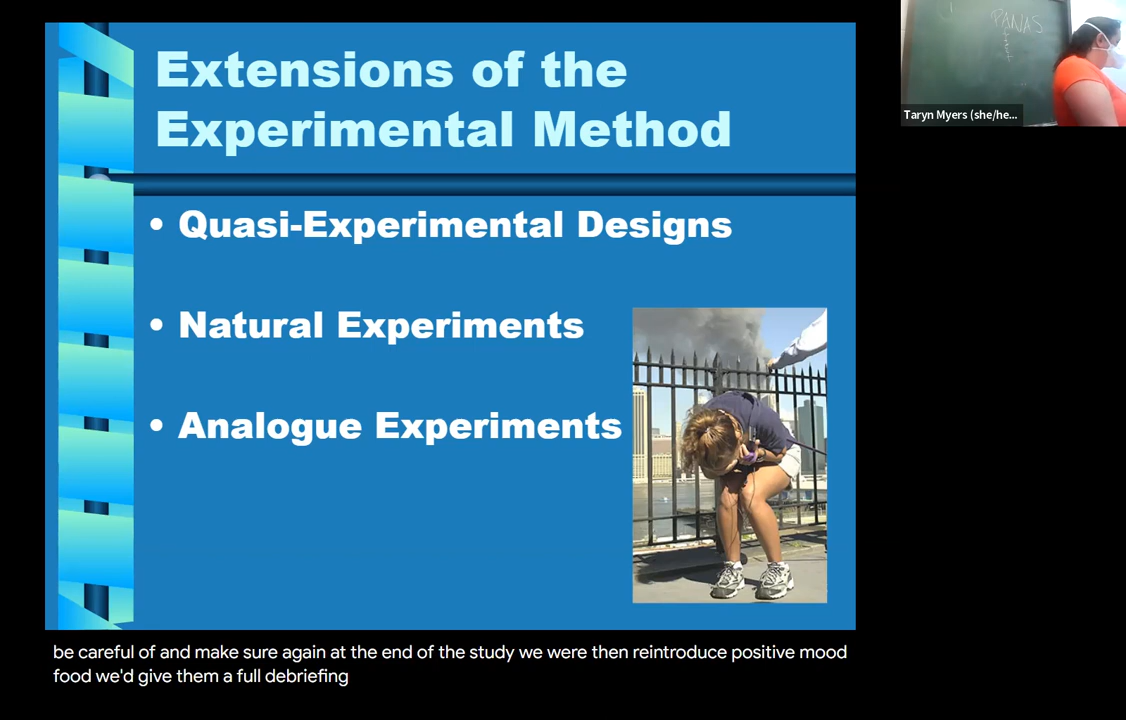 Extensions of the
Experimental Method
• Quasi-Experimental Designs
• Natural Experiments
• Analogue Experiments
PANAS
Taryn Myers (she/he...
be careful of and make sure again at the end of the study we were then reintroduce positive mood
food we'd give them a full debriefing